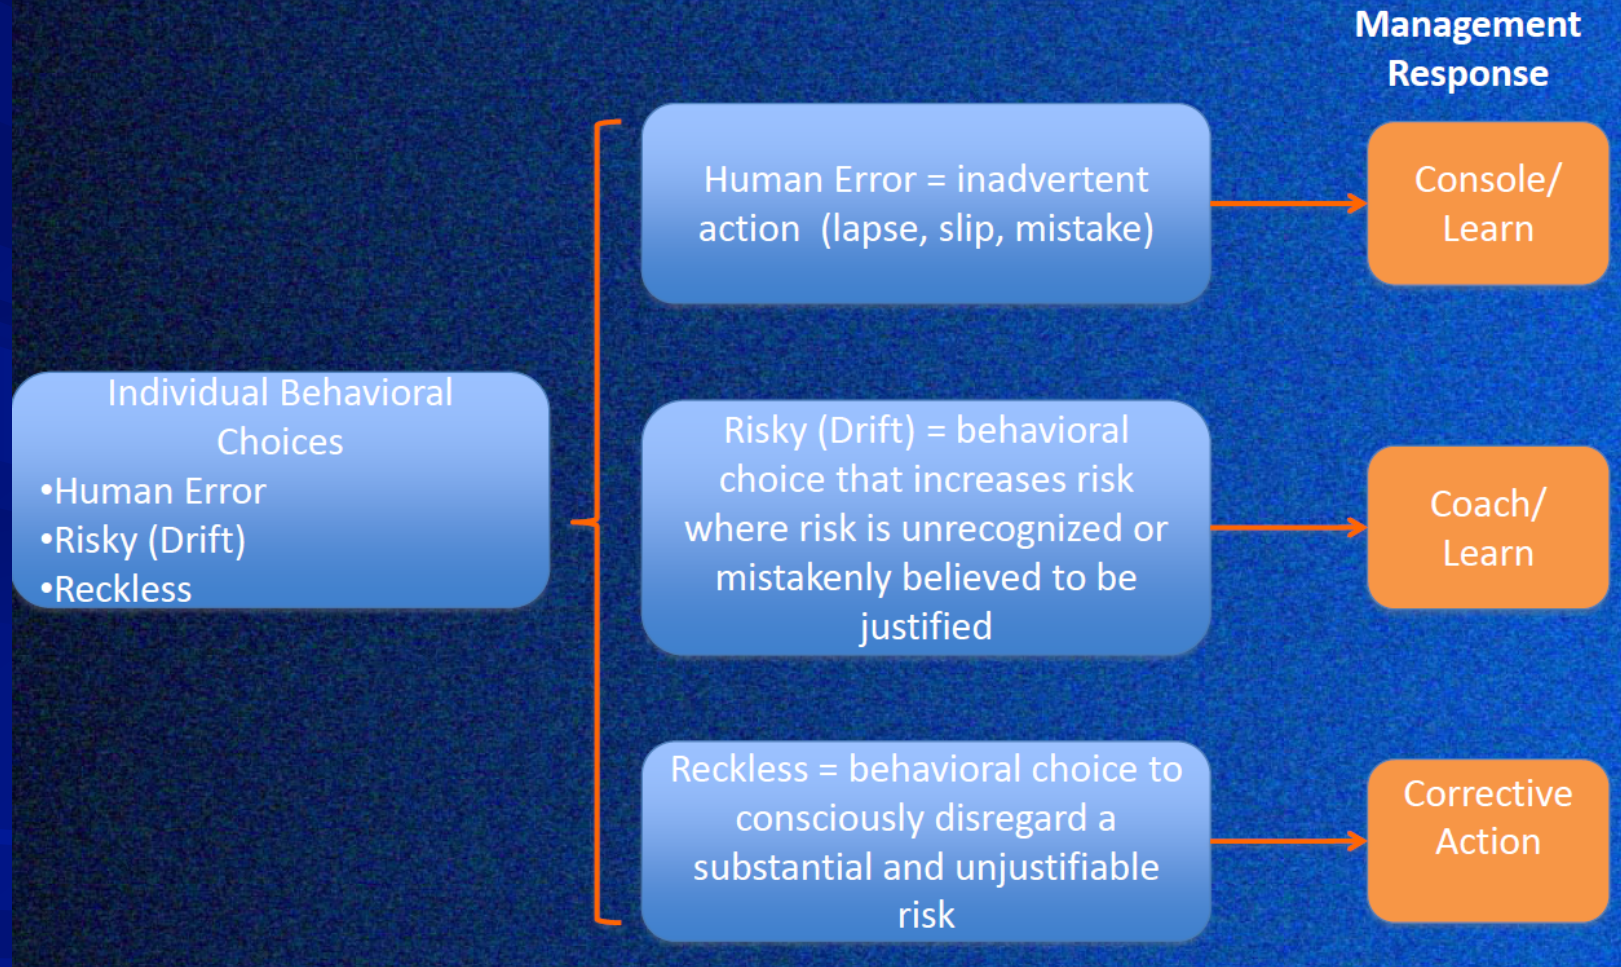 Management
Response
Human Error = inadvertent
action  (lapse, slip, mistake)
Console/
Learn
Individual Behavioral
Choices
•Human Error
•Risky (Drift)
•Reckless
Risky (Drift) = behavioral
choice that increases risk
where risk is unrecognized or
mistakenly believed to be
justified
Coach/
Learn
Reckless = behavioral choice to
consciously disregard a
substantial and unjustifiable
risk
Corrective
Action